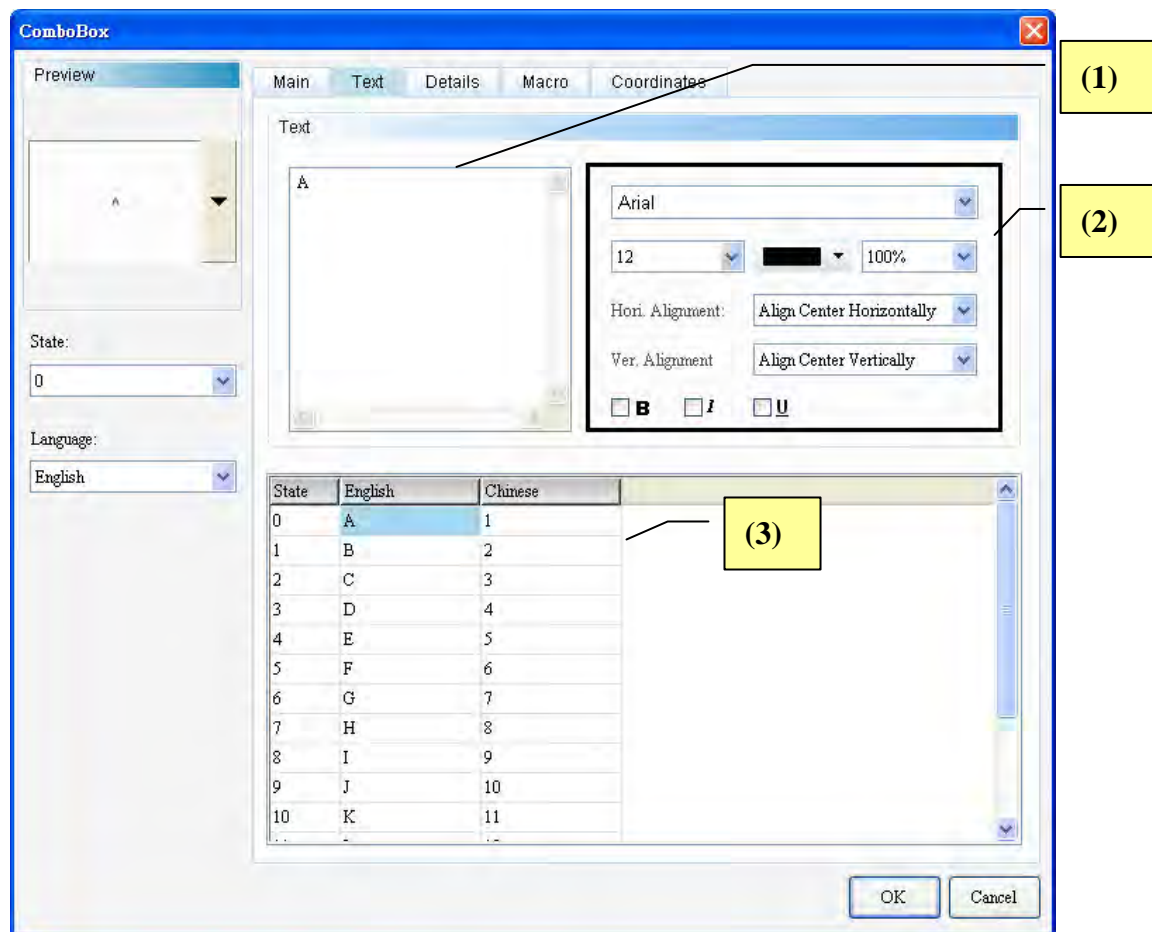 ComboBox
Preview
A
State:
0
Language:
English
Main Text Details Macro Coordinates
Text
A
Arial
12 100%
Hori. Alignment: Align Center Horizontally
Ver. Alignment Align Center Vertically
B I U
State English Chinese
0 A 1
1 B 2
2 C 3
3 D 4
4 E 5
5 F 6
6 G 7
7 H 8
8 I 9
9 J 10
10 K 11
OK Cancel
(1)
(2)
(3)